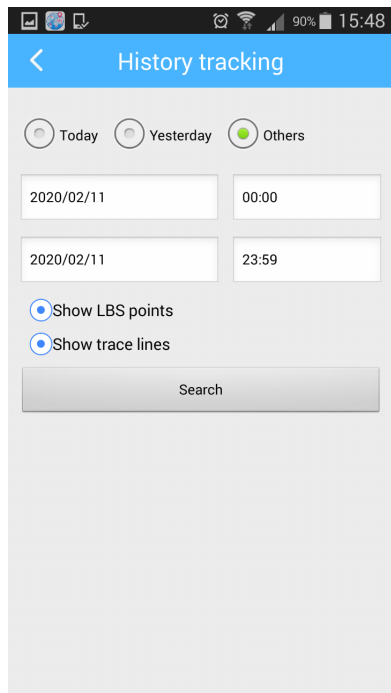 90% 15:48
History tracking
Today Yesterday Others
2020/02/11 00:00
2020/02/11 23:59
Show LBS points
Show trace lines
Search